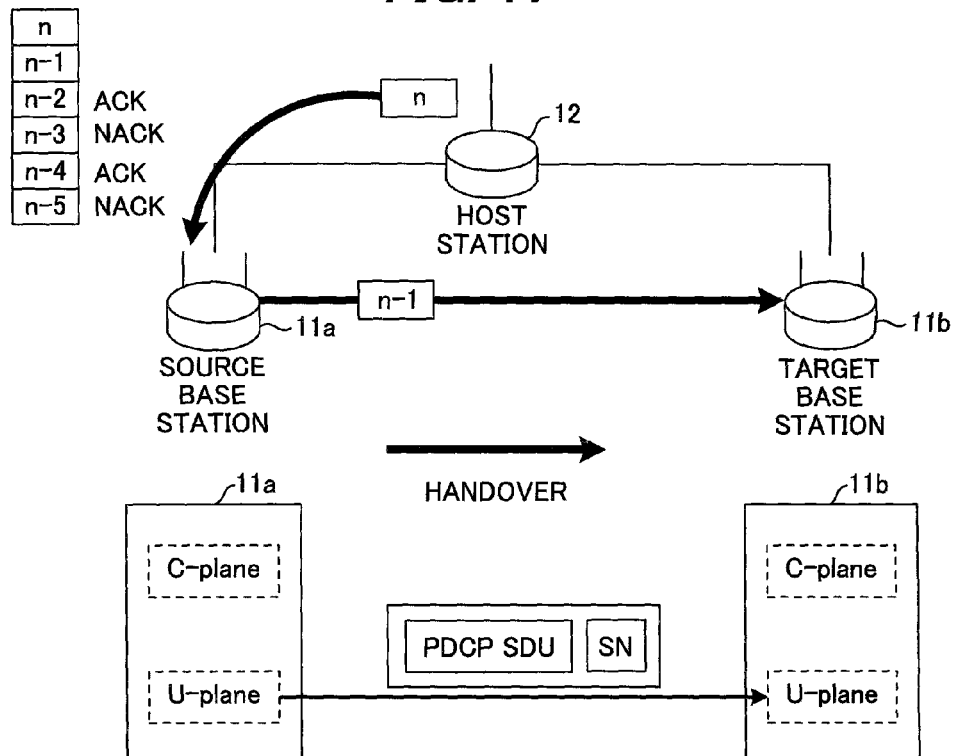 n
n-1
n-2 ACK
n-3 NACK
n-4 ACK
n-5 NACK
n
12
HOST
STATION
n-1
11a
11b
SOURCE
BASE
STATION
TARGET
BASE
STATION
HANDOVER
11a
11b
C-plane
C-plane
PDCP SDU
SN
U-plane
U-plane